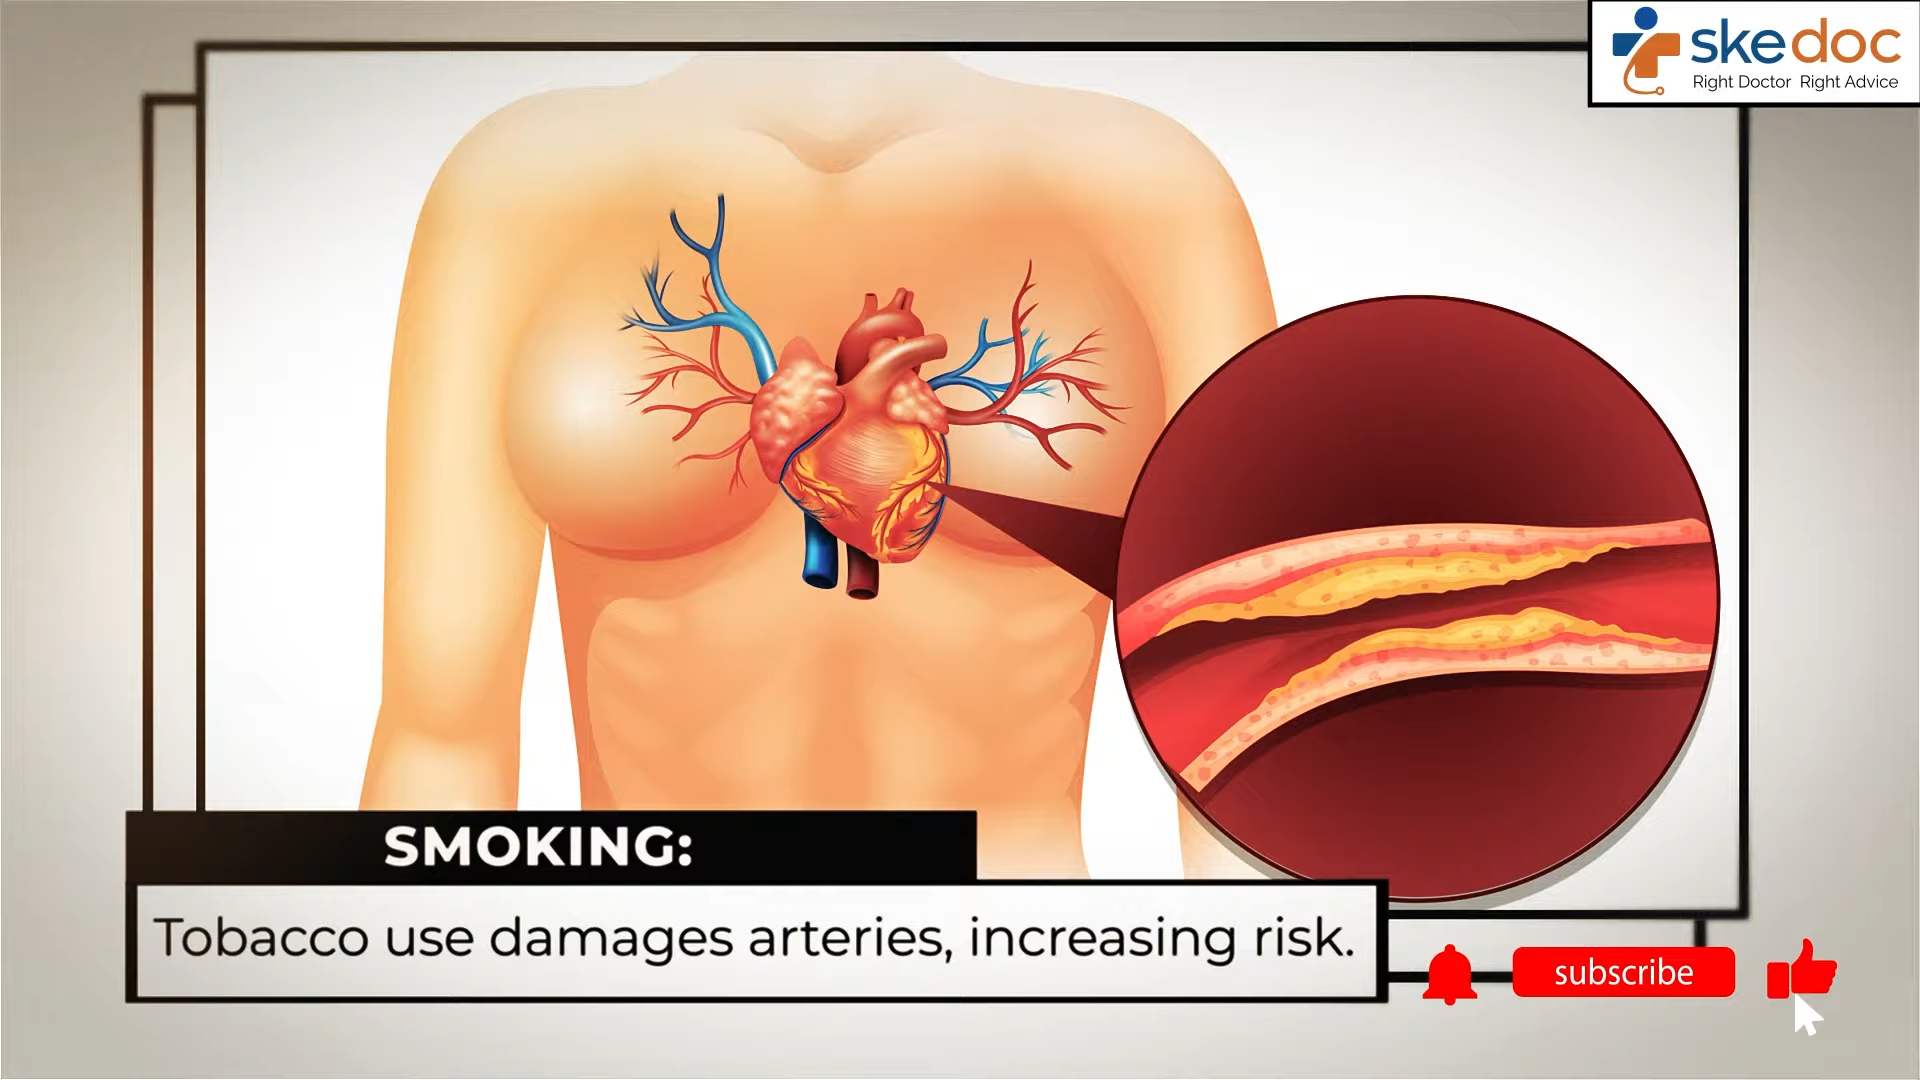 skedoc
Right Doctor Right Advice
SMOKING:
Tobacco use damages arteries, increasing risk.
subscribe